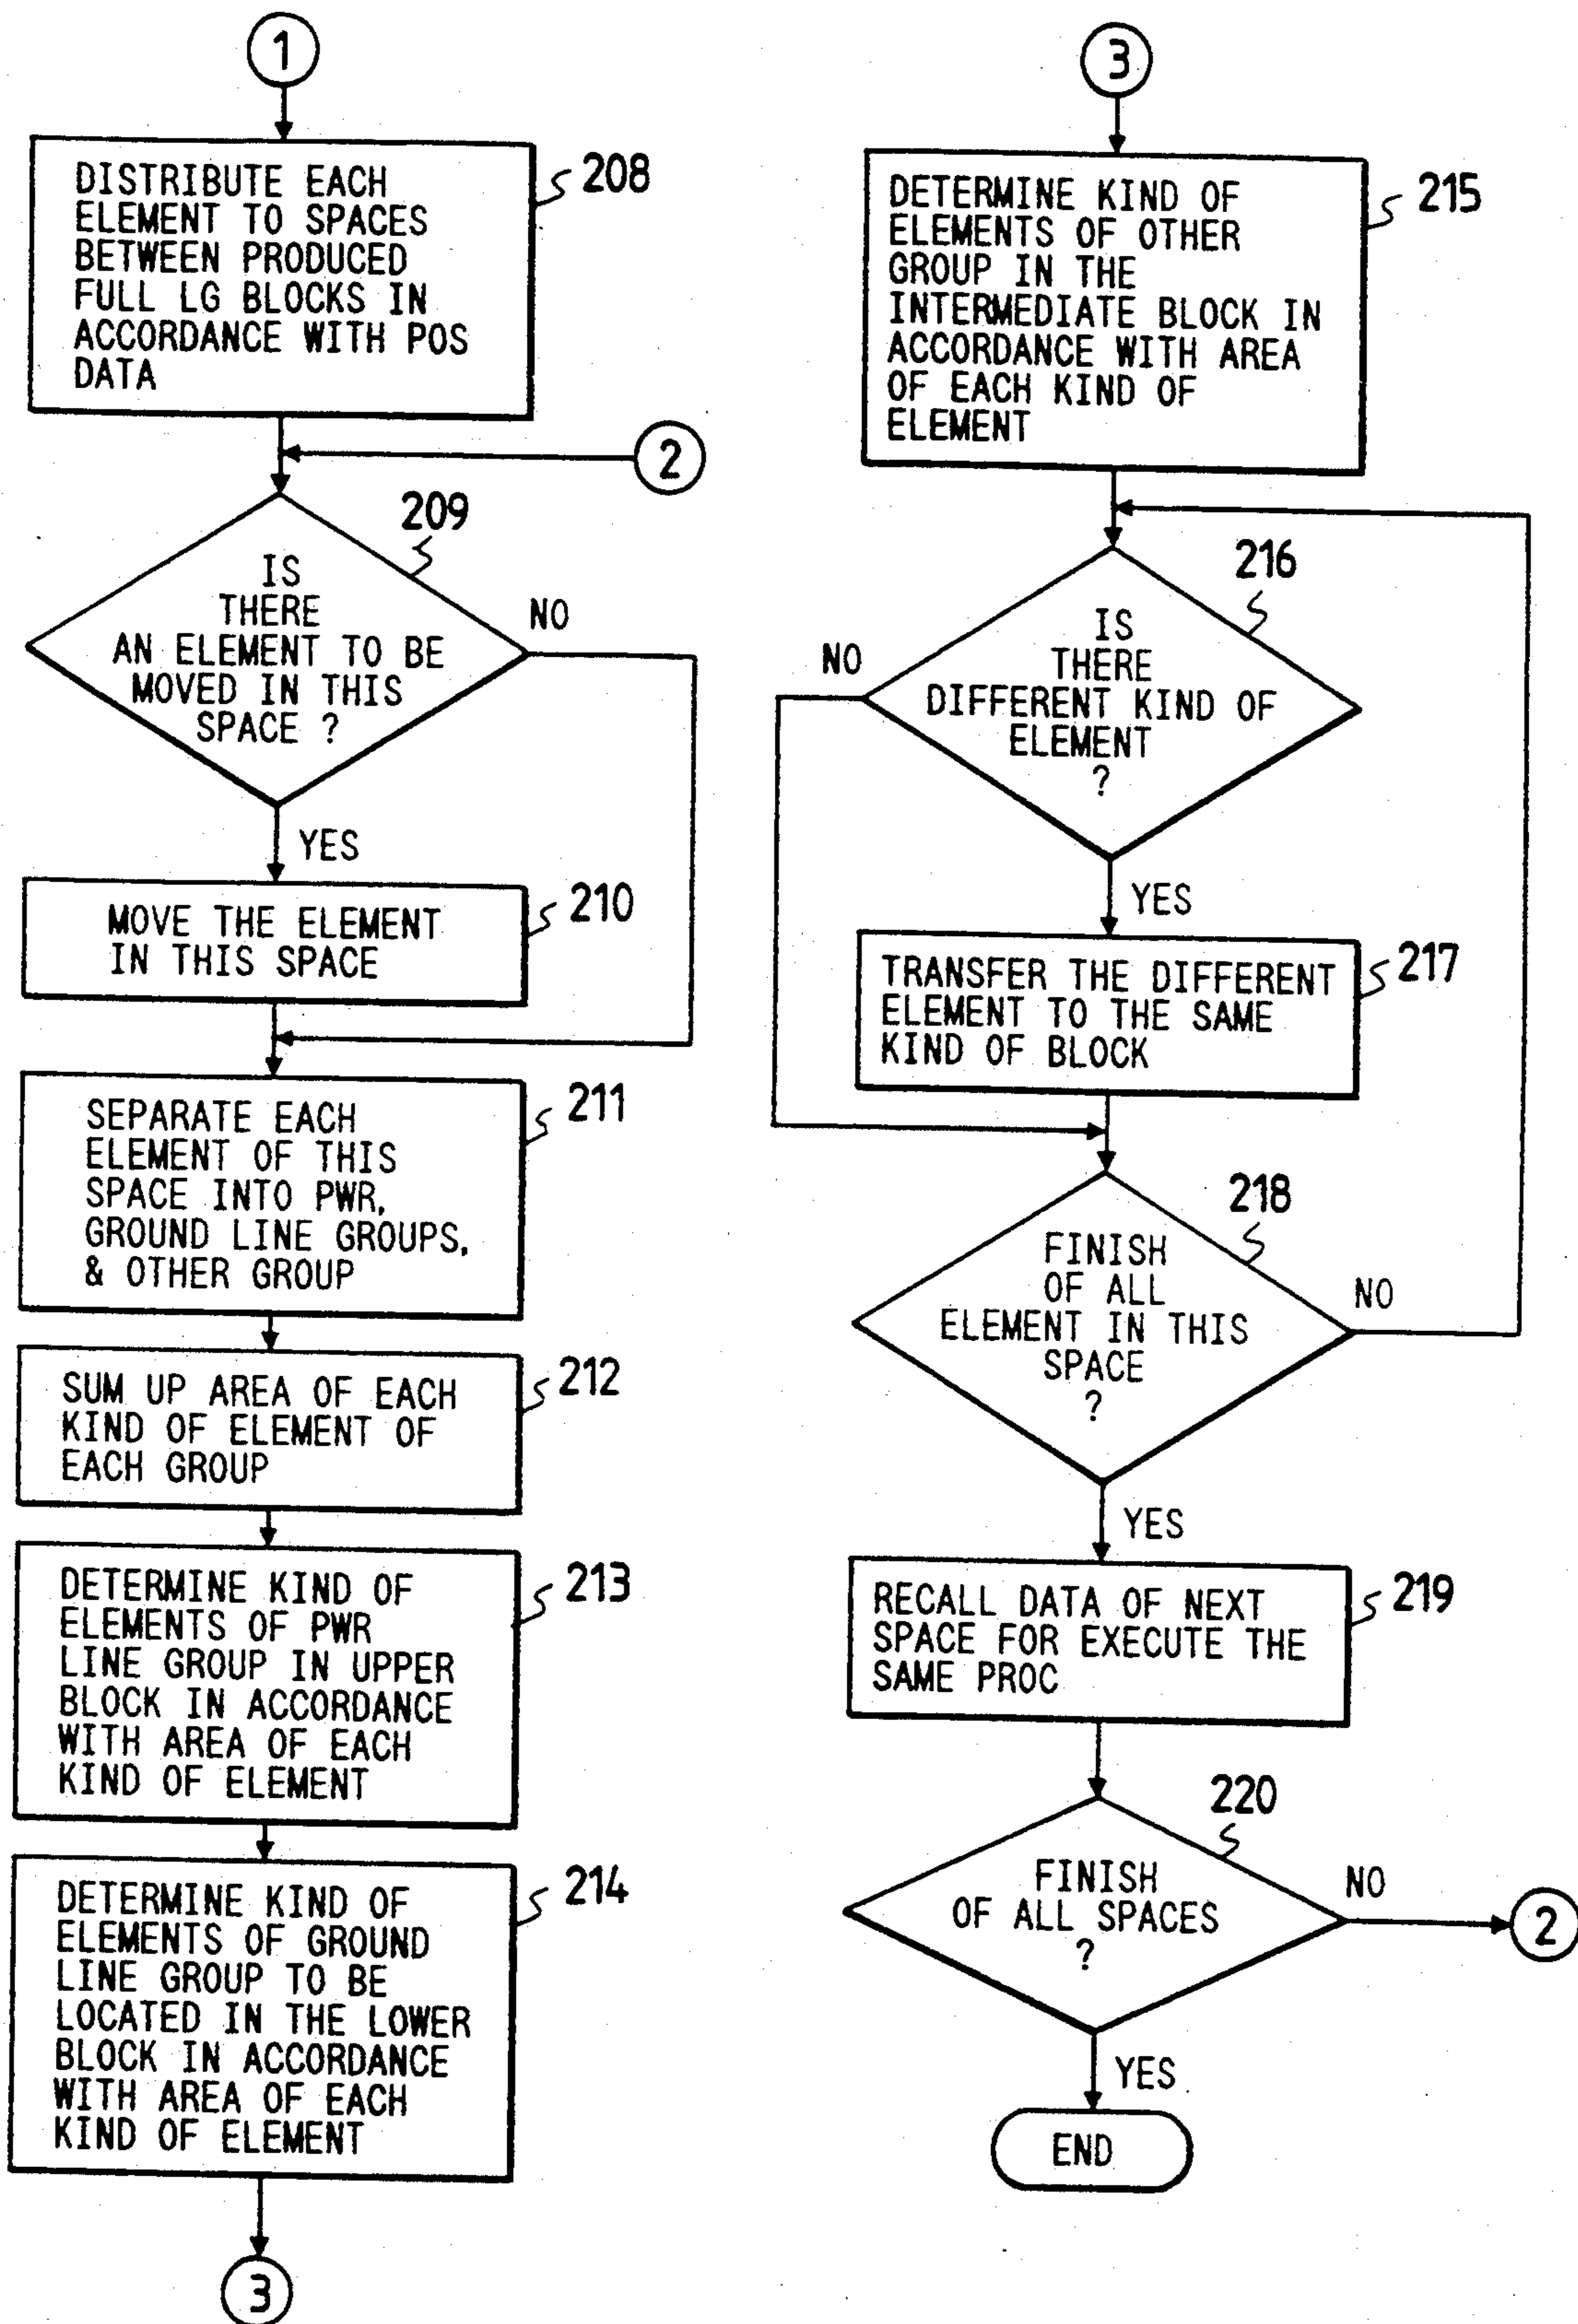 1
DISTRIBUTE EACH
ELEMENT TO SPACES
BETWEEN PRODUCED
FULL LG BLOCKS IN
ACCORDANCE WITH POS
DATA
208
2
209
IS
THERE
AN ELEMENT TO BE
MOVED IN THIS
SPACE ?
NO
YES
MOVE THE ELEMENT
IN THIS SPACE
210
SEPARATE EACH
ELEMENT OF THIS
SPACE INTO PWR,
GROUND LINE GROUPS,
& OTHER GROUP
211
SUM UP AREA OF EACH
KIND OF ELEMENT OF
EACH GROUP
212
DETERMINE KIND OF
ELEMENTS OF PWR
LINE GROUP IN UPPER
BLOCK IN ACCORDANCE
WITH AREA OF EACH
KIND OF ELEMENT
213
DETERMINE KIND OF
ELEMENTS OF GROUND
LINE GROUP TO BE
LOCATED IN THE LOWER
BLOCK IN ACCORDANCE
WITH AREA OF EACH
KIND OF ELEMENT
214
3
3
DETERMINE KIND OF
ELEMENTS OF OTHER
GROUP IN THE
INTERMEDIATE BLOCK IN
ACCORDANCE WITH AREA
OF EACH KIND OF
ELEMENT
215
216
IS
THERE
DIFFERENT KIND OF
ELEMENT
?
NO
YES
TRANSFER THE DIFFERENT
ELEMENT TO THE SAME
KIND OF BLOCK
217
218
FINISH
OF ALL
ELEMENT IN THIS
SPACE
?
NO
YES
RECALL DATA OF NEXT
SPACE FOR EXECUTE THE
SAME PROC
219
220
FINISH
OF ALL SPACES
?
NO
2
YES
END